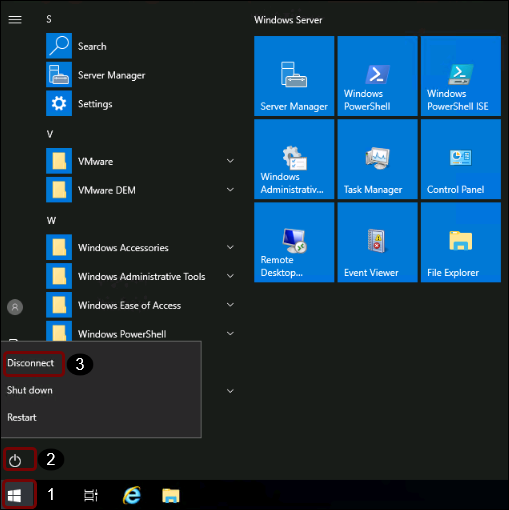 S
Search
Server Manager
Settings
V
VMware
VMware DEM
W
Windows Accessories
Windows Administrative Tools
Windows Ease of Access
Windows PowerShell
Disconnect
3
Shut down
Restart
2
1
Windows Server
Server Manager
Windows
PowerShell
Windows
PowerShell ISE
Windows
Administrativ...
Task Manager
Control Panel
Remote
Desktop...
Event Viewer
File Explorer